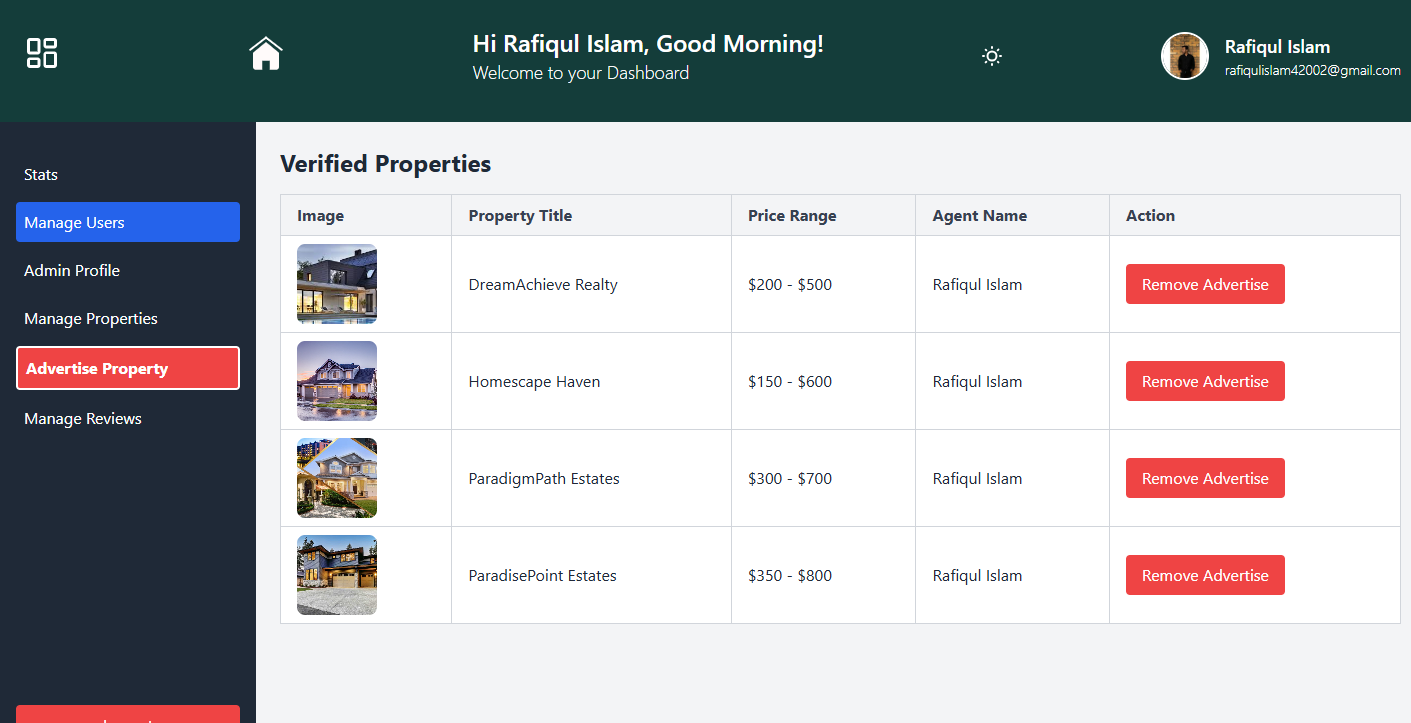 Hi Rafiqul Islam, Good Morning!
Welcome to your Dashboard
Rafiqul Islam
rafiqulislam42002@gmail.com
Stats
Manage Users
Admin Profile
Manage Properties
Advertise Property
Manage Reviews
Verified Properties
Image Property Title Price Range Agent Name Action
DreamAchieve Realty $200 - $500 Rafiqul Islam Remove Advertise
Homescape Haven $150 - $600 Rafiqul Islam Remove Advertise
ParadigmPath Estates $300 - $700 Rafiqul Islam Remove Advertise
ParadisePoint Estates $350 - $800 Rafiqul Islam Remove Advertise